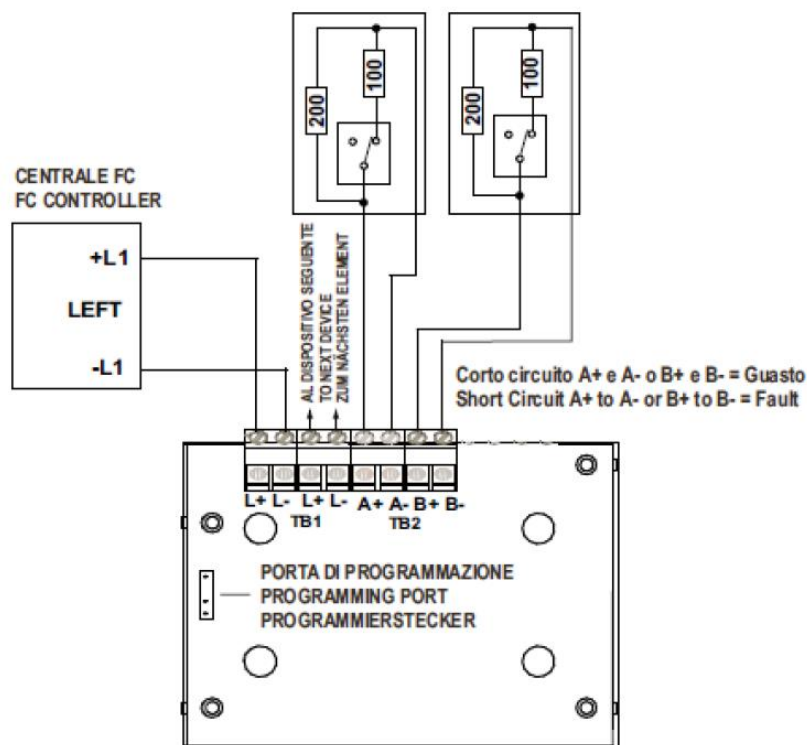 200
100
200
100
CENTRALE FC
FC CONTROLLER
+L1
LEFT
-L1
AL DISPOSITIVO SEGUENTE
TO NEXT DEVICE
ZUM NÄCHSTEN ELEMENT
Corto circuito A+ e A- o B+ e B- = Guasto
Short Circuit A+ to A- or B+ to B- = Fault
L+ L- L+ L- A+ A- B+ B-
TB1 TB2
PORTA DI PROGRAMMAZIONE
PROGRAMMING PORT
PROGRAMMIERSTECKER